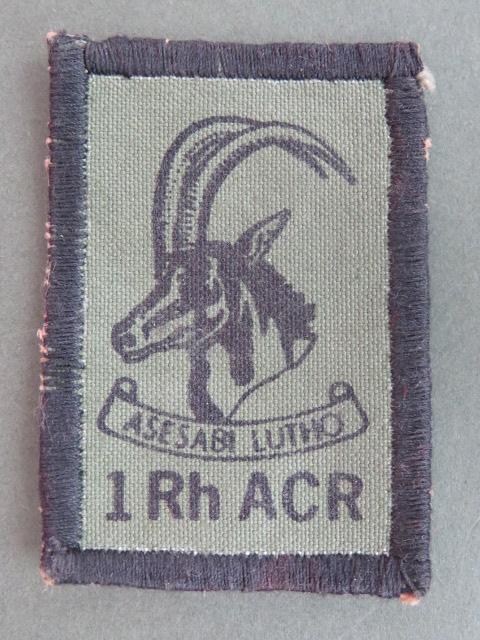 ASESABI LUTHO
1 Rh ACR